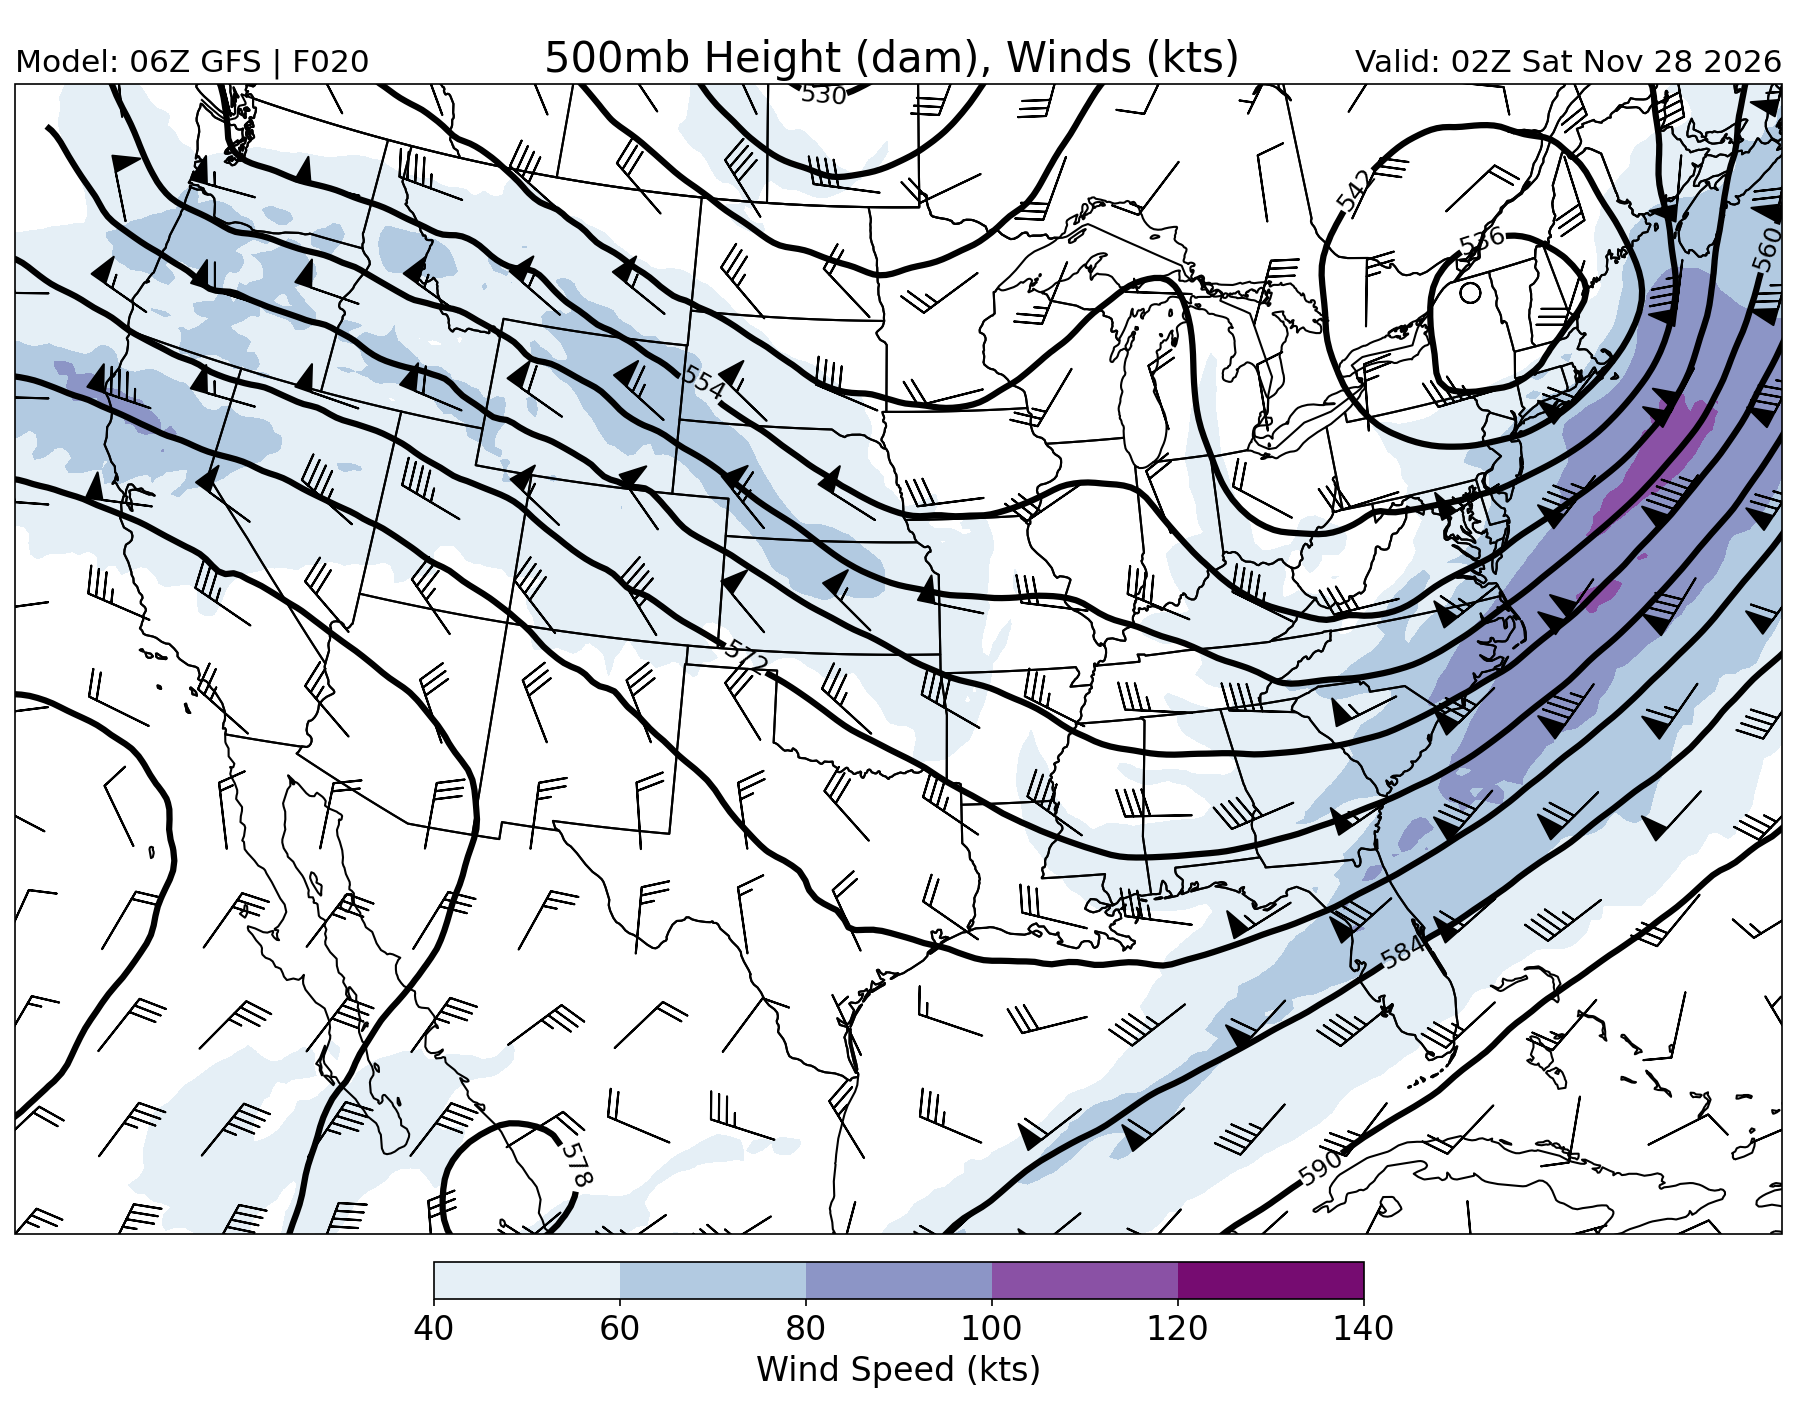 Model: 06Z GFS | F020
500mb Height (dam), Winds (kts)
Valid: 02Z Sat Nov 28 2026
530
542
536
560
554
572
584
578
590
40 60 80 100 120 140
Wind Speed (kts)